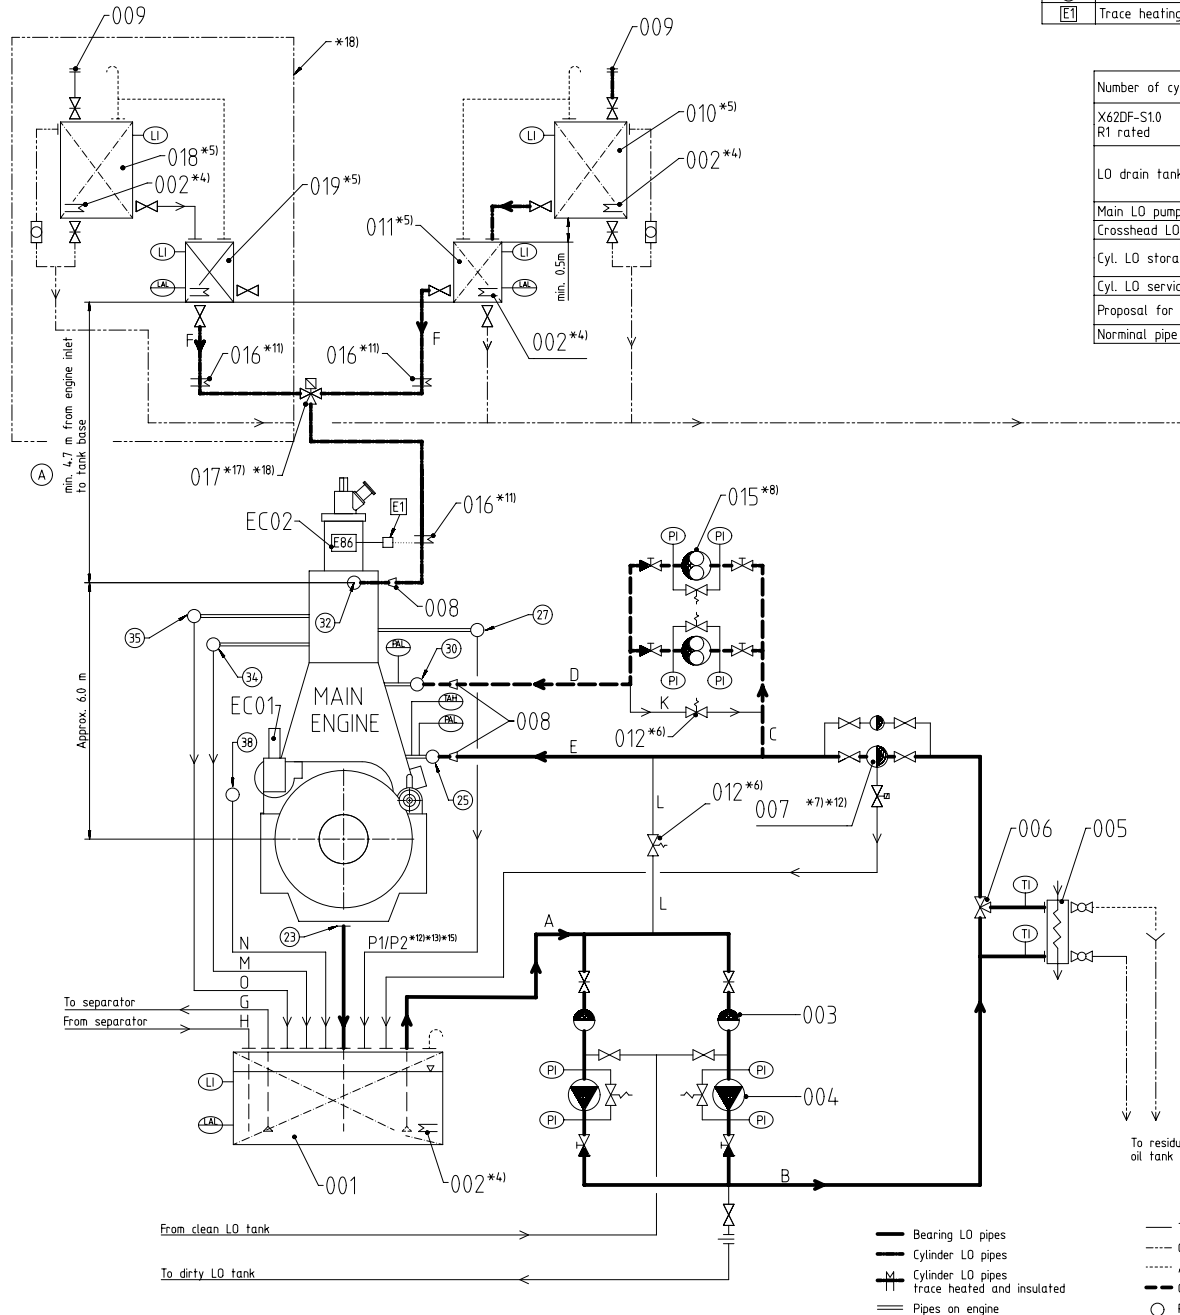 009
*18)
009
E1 Trace heating
LI
018*5)
002*4)
019*5)
LI
010*5)
002*4)
011*5)
LI
LAL
LI
LAL
min. 0.5m
002*4)
Number of cy
X62DF-S1.0
R1 rated
LO drain tank
Main LO pump
Crosshead LO
Cyl. LO stora
Cyl. LO servic
Proposal for
Norminal pipe
F
F
016*11)
016*11)
min. 4.7 m from engine inlet
to tank base
A
017*17) *18)
EC02
E86
E1
016*11)
015*8)
PI
PI
PI
PI
32
008
35
34
27
PAL
30
D
K
012*6)
C
MAIN
ENGINE
Approx. 6.0 m
EC01
TAH
PAL
008
38
E
25
L
012*6)
007 *7) *12)
006
005
TI
TI
L
A
23
P1/P2*12)*13)*15)
N
M
O
G
H
To separator
From separator
003
PI
PI
PI
PI
004
LI
LAL
001
002*4)
B
To residu
oil tank
From clean LO tank
To dirty LO tank
Bearing LO pipes
Cylinder LO pipes
Cylinder LO pipes
trace heated and insulated
Pipes on engine